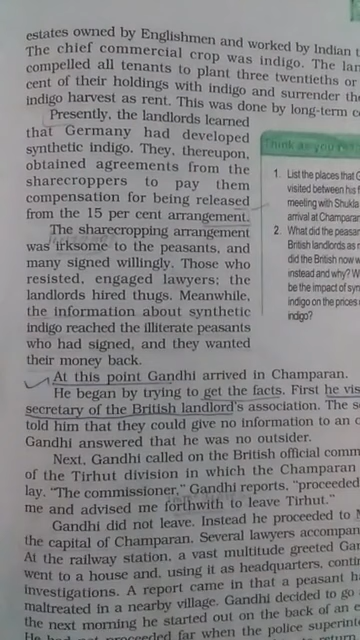 estates owned by Englishmen and worked by Indian
The chief commercial crop was indigo. The
compelled all tenants to plant three twentieths or
cent of their holdings with indigo and surrender the
indigo harvest as rent. This was done by long-term
Presently, the landlords learned
that Germany had developed
synthetic indigo. They, thereupon,
obtained agreements from the
sharecroppers to pay them
compensation for being released
from the 15 per cent arrangement.
The sharecropping arrangement
was irksome to the peasants, and
many signed willingly. Those who
resisted, engaged lawyers; the
landlords hired thugs. Meanwhile,
the information about synthetic
indigo reached the illiterate peasants
who had signed, and they wanted
their money back.
Think as you
1. List the places that G
visited between his f
meeting with Shukla
arrival at Champaran
2. What did the peasan
British landlords as
did the British now w
instead and why? W
be the impact of syn
indigo on the prices
indigo?
At this point Gandhi arrived in Champaran.
He began by trying to get the facts. First he vis
secretary of the British landlord's association. The se
told him that they could give no information to an o
Gandhi answered that he was no outsider.
Next, Gandhi called on the British official comm
of the Tirhut division in which the Champaran
lay. "The commissioner," Gandhi reports, "proceeded
me and advised me forthwith to leave Tirhut."
Gandhi did not leave. Instead he proceeded to M
the capital of Champaran. Several lawyers accompan
At the railway station, a vast multitude greeted Gan
went to a house and, using it as headquarters, contin
investigations. A report came in that a peasant h
maltreated in a nearby village. Gandhi decided to go
the next morning he started out on the back of an e
He had not proceeded far when the police superin